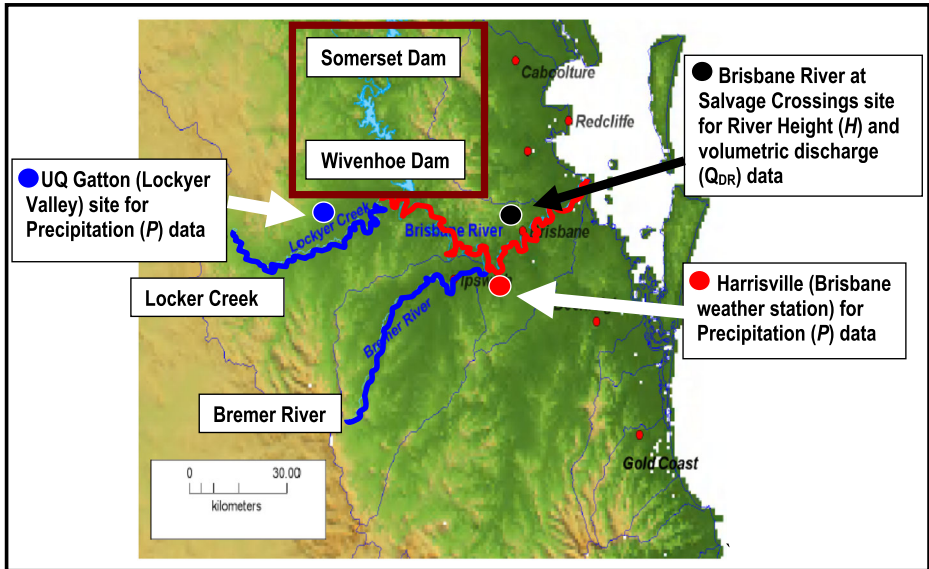 Somerset Dam
Wivenhoe Dam
Caboolture
Redcliffe
Brisbane River at
Salvage Crossings site
for River Height (H) and
volumetric discharge
(QDR) data
UQ Gatton (Lockyer
Valley) site for
Precipitation (P) data
Lockyer Creek
Brisbane River
Brisbane
Locker Creek
Harrisville (Brisbane
weather station) for
Precipitation (P) data
Bremer River
Bremer River
0 30.00
kilometers
Gold Coast